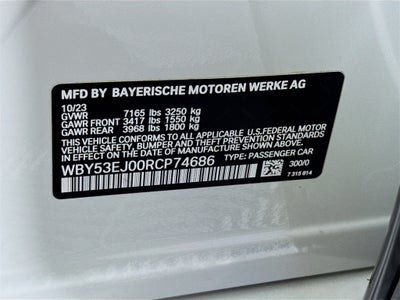 MFD BY BAYERISCHE MOTOREN WERKE AG
10/23
GVWR 7165 lbs 3250 kg
GAWR FRONT 3417 lbs 1550 kg
GAWR REAR 3968 lbs 1800 kg
THIS VEHICLE CONFORMS TO ALL APPLICABLE U.S.FEDERAL MOTOR
VEHICLE SAFETY, BUMPER, AND THEFT PREVENTION STANDARDS
IN EFFECT ON THE DATE OF MANUFACTURE SHOWN ABOVE.
WBY53EJ00RCP74686 TYPE: PASSENGER CAR
300/0
7 315 814